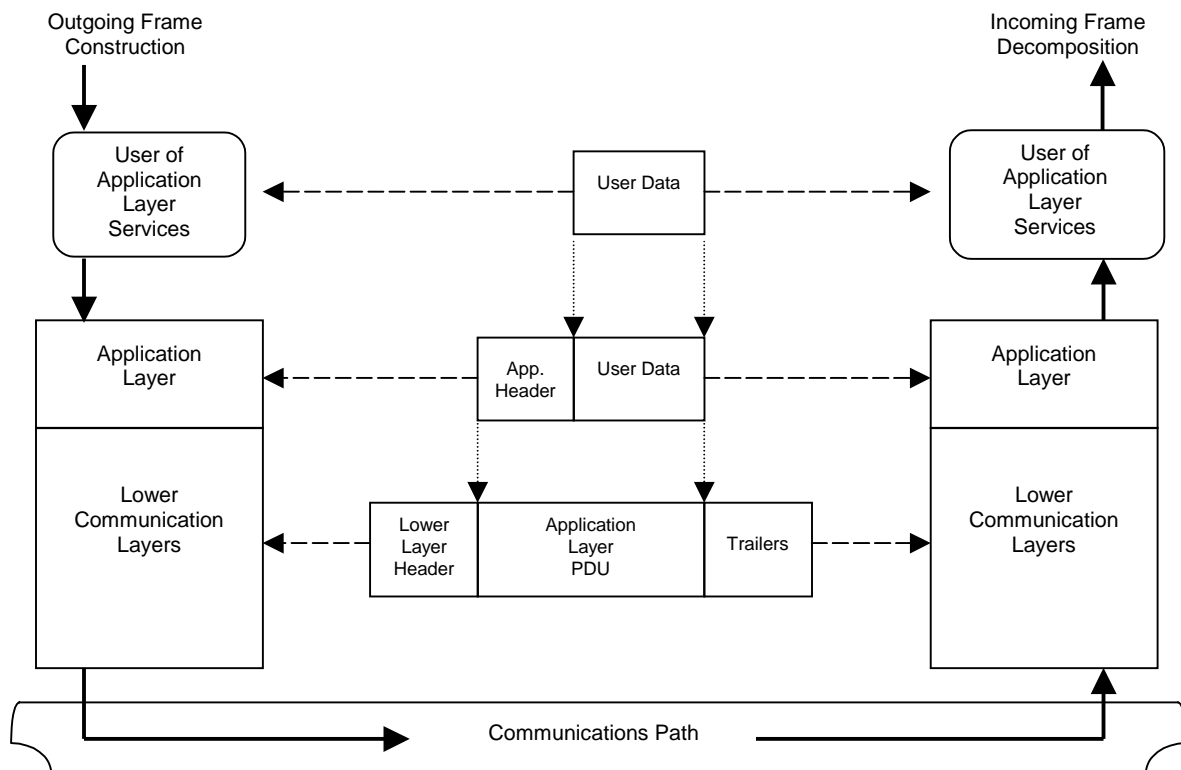 Outgoing Frame
Construction
Incoming Frame
Decomposition
User of
Application
Layer
Services
User Data
User of
Application
Layer
Services
Application
Layer
App.
Header
User Data
Application
Layer
Lower
Communication
Layers
Lower
Layer
Header
Application
Layer
PDU
Trailers
Lower
Communication
Layers
Communications Path